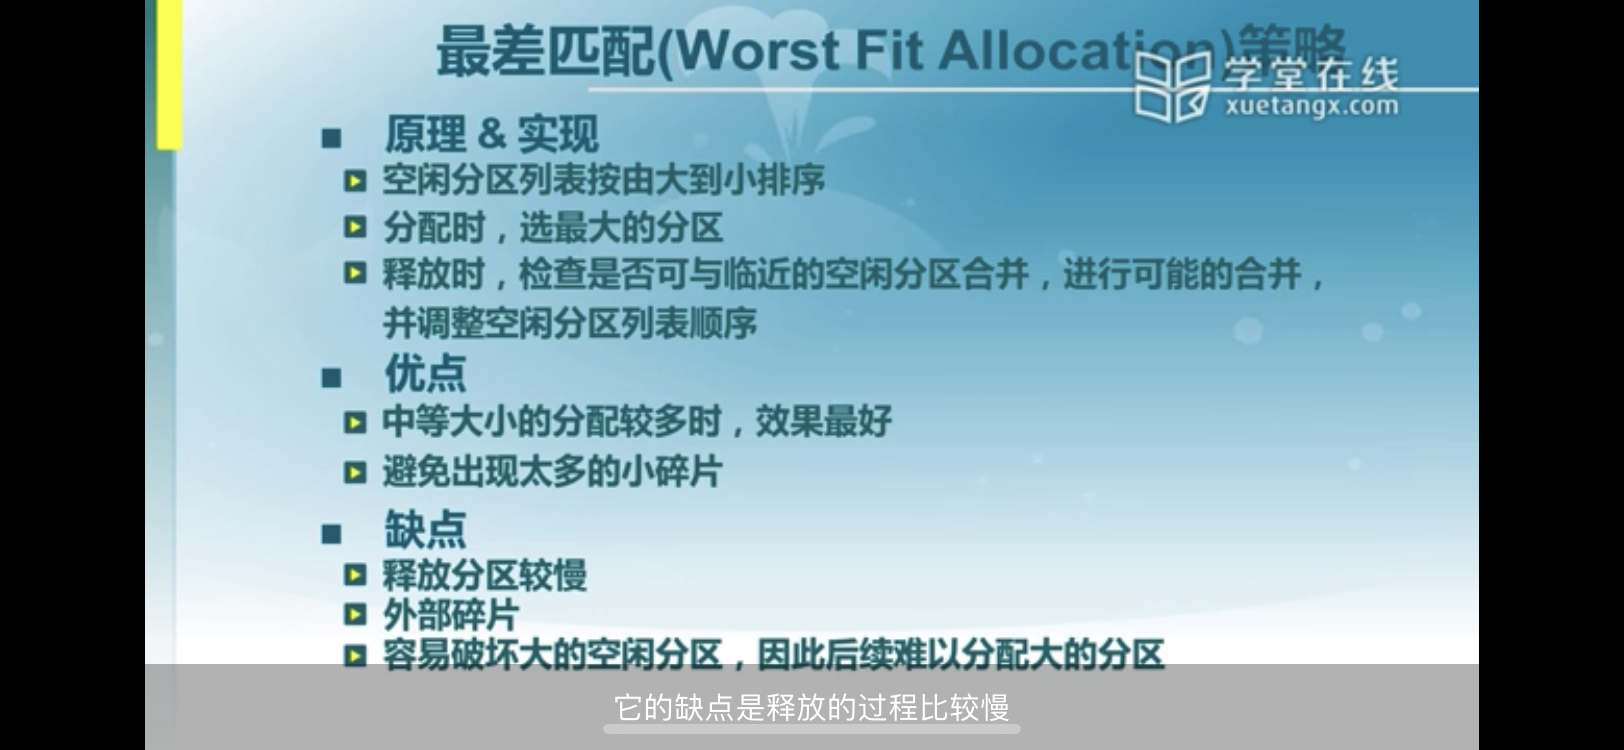 最差匹配(Worst Fit Allocation)策略
学堂在线
xuetangx.com
原理 & 实现
空闲分区列表按由大到小排序
分配时，选最大的分区
释放时，检查是否可与临近的空闲分区合并，进行可能的合并，
并调整空闲分区列表顺序
优点
中等大小的分配较多时，效果最好
避免出现太多的小碎片
缺点
释放分区较慢
外部碎片
容易破坏大的空闲分区，因此后续难以分配大的分区
它的缺点是释放的过程比较慢